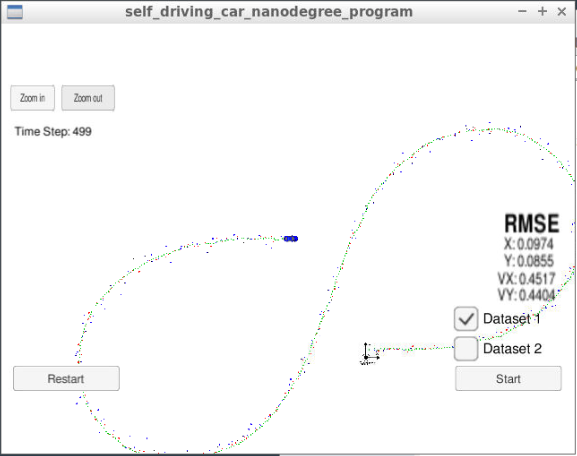 self_driving_car_nanodegree_program
Zoom in
Zoom out
Time Step: 499
RMSE
X: 0.0974
Y: 0.0855
VX: 0.4517
VY: 0.4404
Dataset 1
Dataset 2
Restart
Start